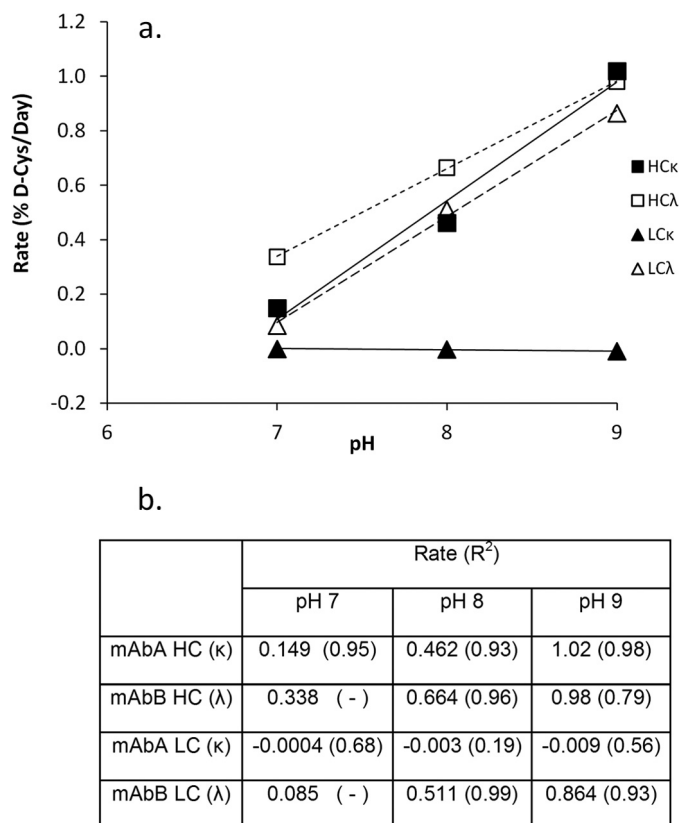 a.
1.2
1.0
0.8
0.6
0.4
0.2
0.0
-0.2
6 7 8 9
pH
Rate (% D-Cys/Day)
HCκ
HCλ
LCκ
LCλ
b.
Rate (R²)
pH 7 pH 8 pH 9
mAbA HC (κ) 0.149 (0.95) 0.462 (0.93) 1.02 (0.98)
mAbB HC (λ) 0.338 ( - ) 0.664 (0.96) 0.98 (0.79)
mAbA LC (κ) -0.0004 (0.68) -0.003 (0.19) -0.009 (0.56)
mAbB LC (λ) 0.085 ( - ) 0.511 (0.99) 0.864 (0.93)